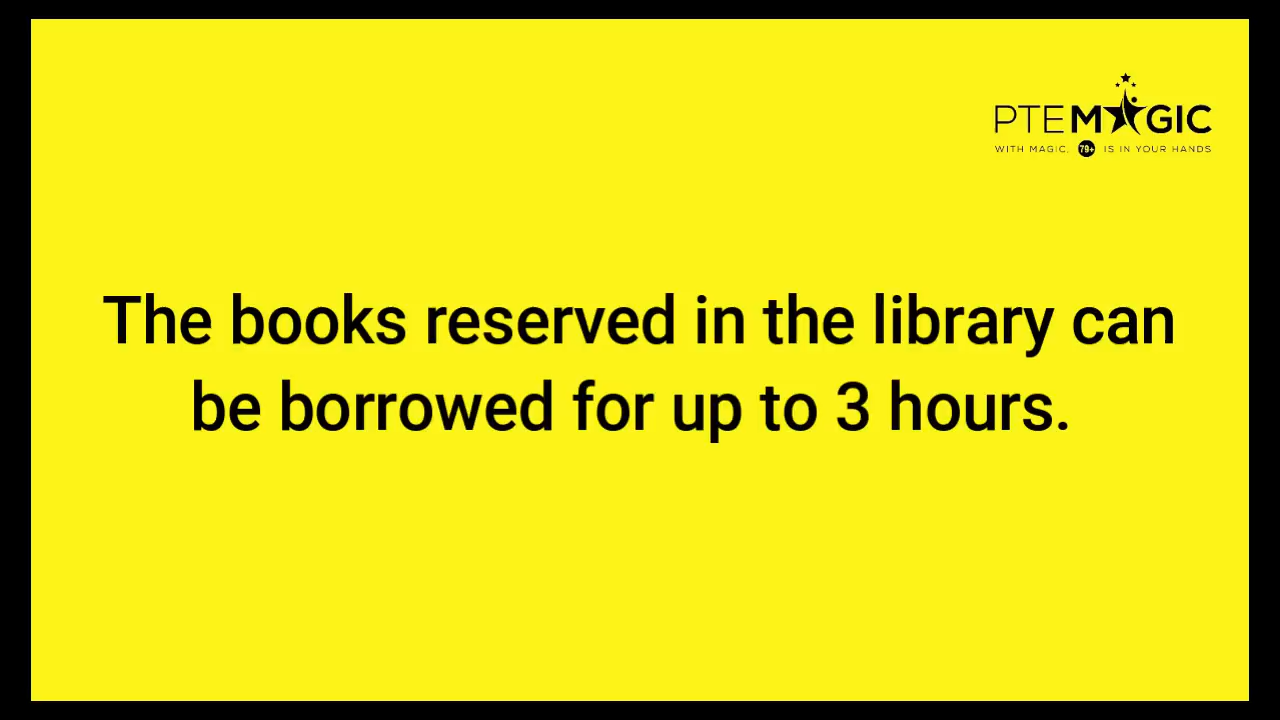 PTEMAGIC
WITH MAGIC, 79+ IS IN YOUR HANDS
The books reserved in the library can
be borrowed for up to 3 hours.